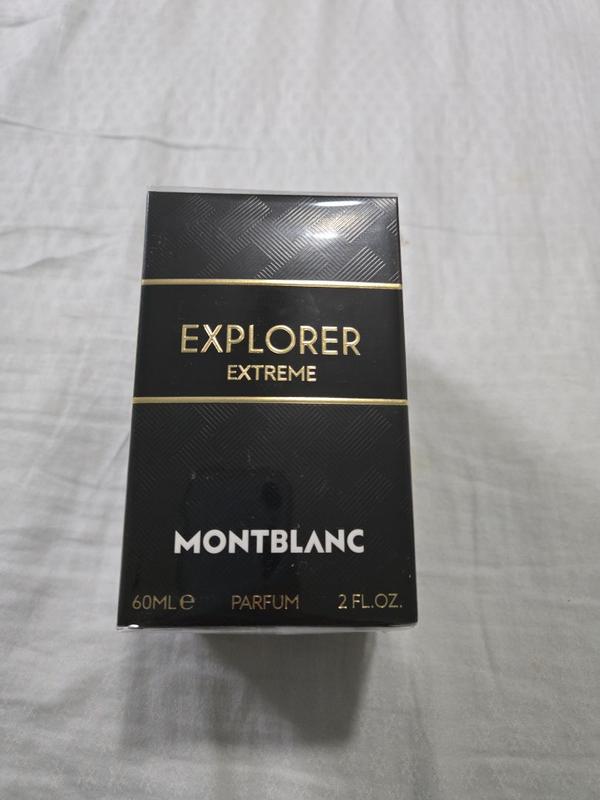 EXPLORER
EXTREME
MONTBLANC
60ML℮ PARFUM 2 FL.OZ.